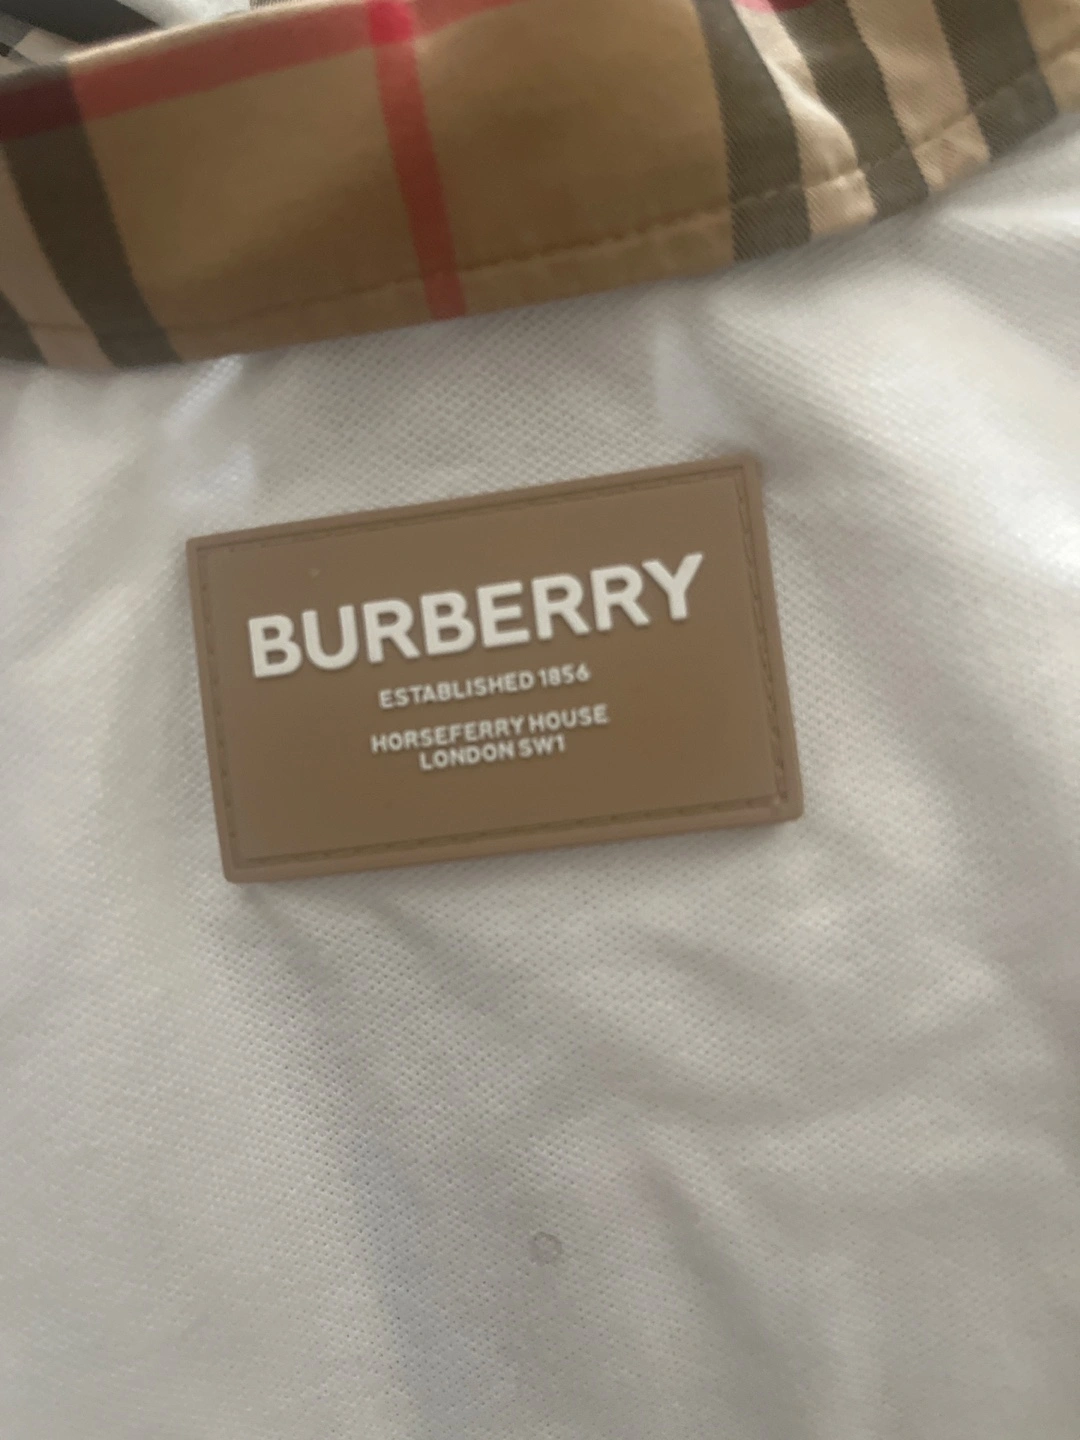 BURBERRY
ESTABLISHED 1856
HORSEFERRY HOUSE
LONDON SW1